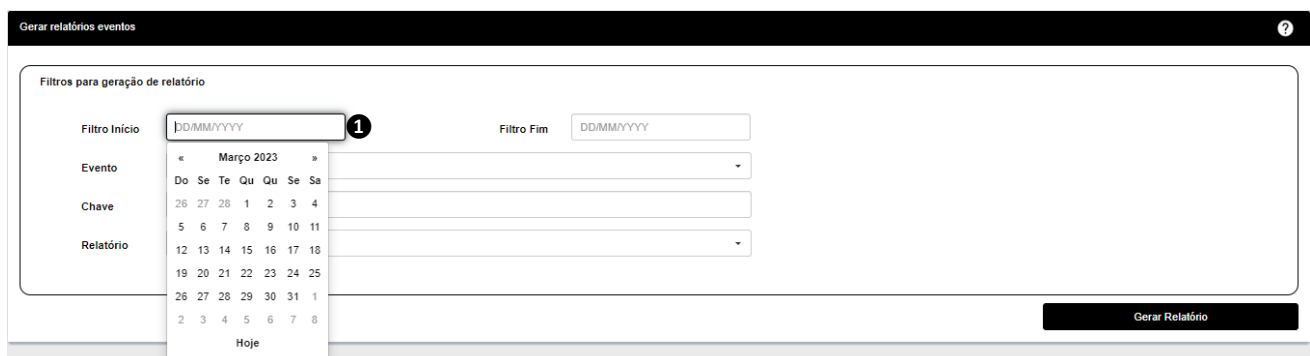 Gerar relatórios eventos ?
Filtros para geração de relatório
Filtro Início DD/MM/YYYY 1 Filtro Fim DD/MM/YYYY
« Março 2023 »
Evento
Do Se Te Qu Qu Se Sa
26 27 28 1 2 3 4
Chave
5 6 7 8 9 10 11
Relatório
12 13 14 15 16 17 18
19 20 21 22 23 24 25
26 27 28 29 30 31 1
2 3 4 5 6 7 8
Hoje
Gerar Relatório